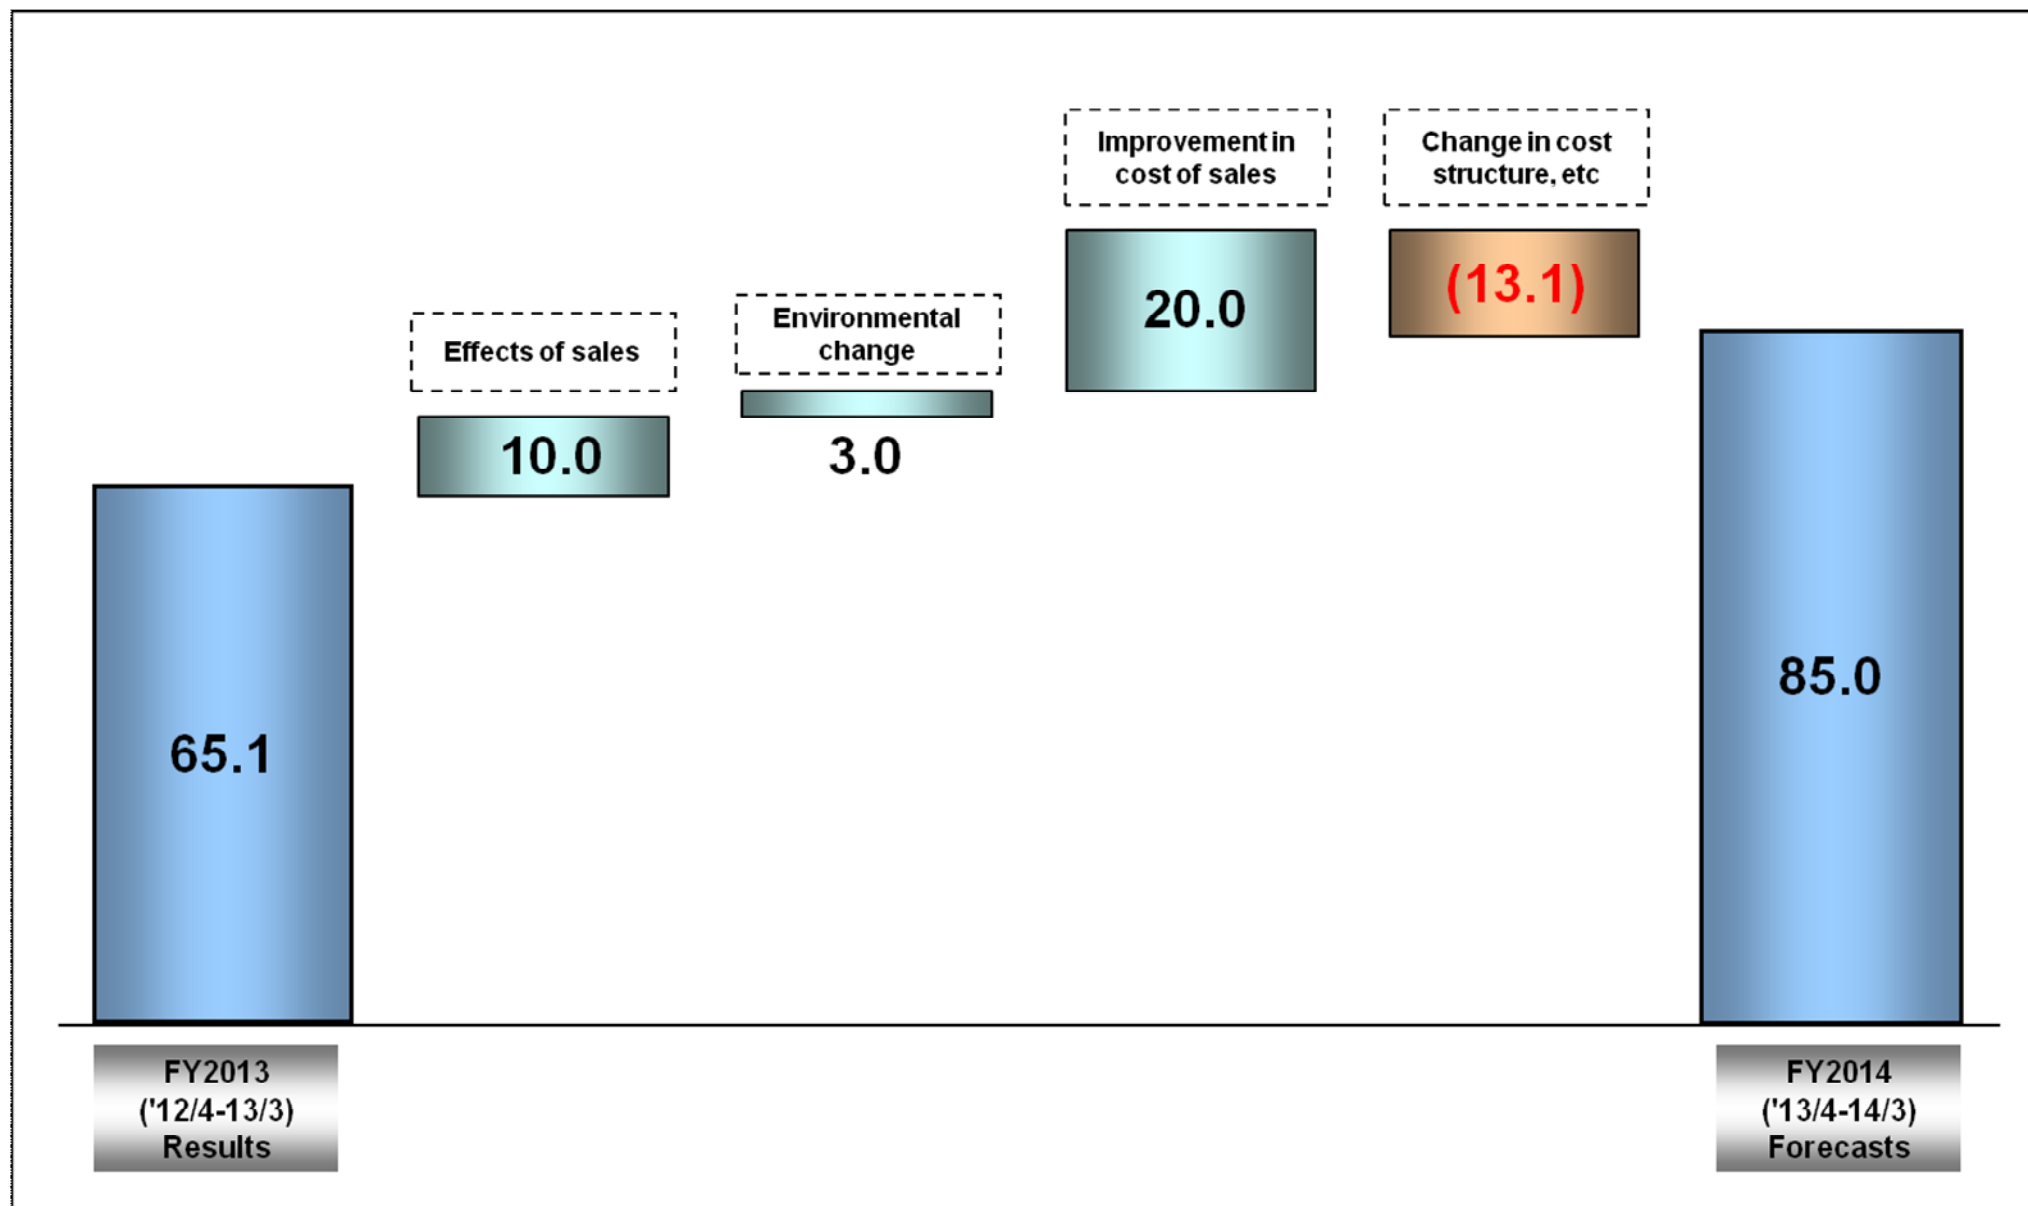 Improvement in
cost of sales
Change in cost
structure, etc
20.0
(13.1)
Environmental
change
Effects of sales
10.0
3.0
65.1
85.0
FY2013
('12/4-13/3)
Results
FY2014
('13/4-14/3)
Forecasts